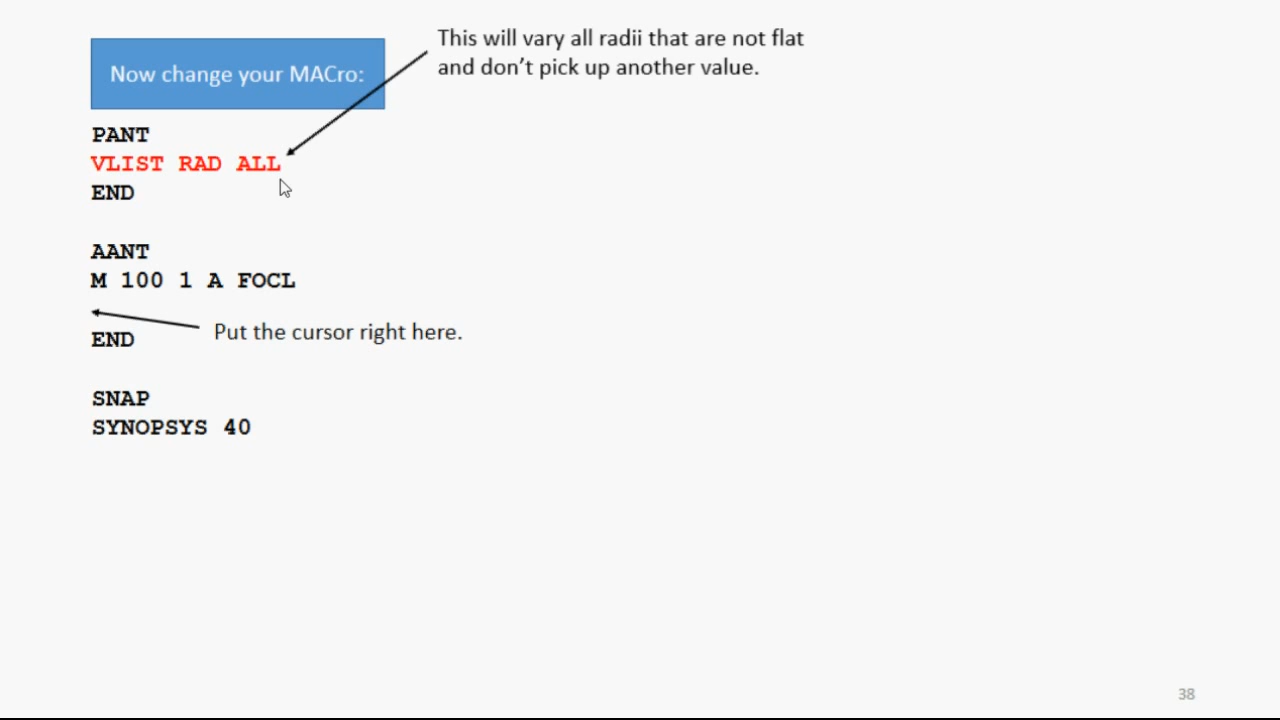 This will vary all radii that are not flat
and don’t pick up another value.
Now change your MACro:
PANT
VLIST RAD ALL
END
AANT
M 100 1 A FOCL
Put the cursor right here.
END
SNAP
SYNOPSYS 40
38